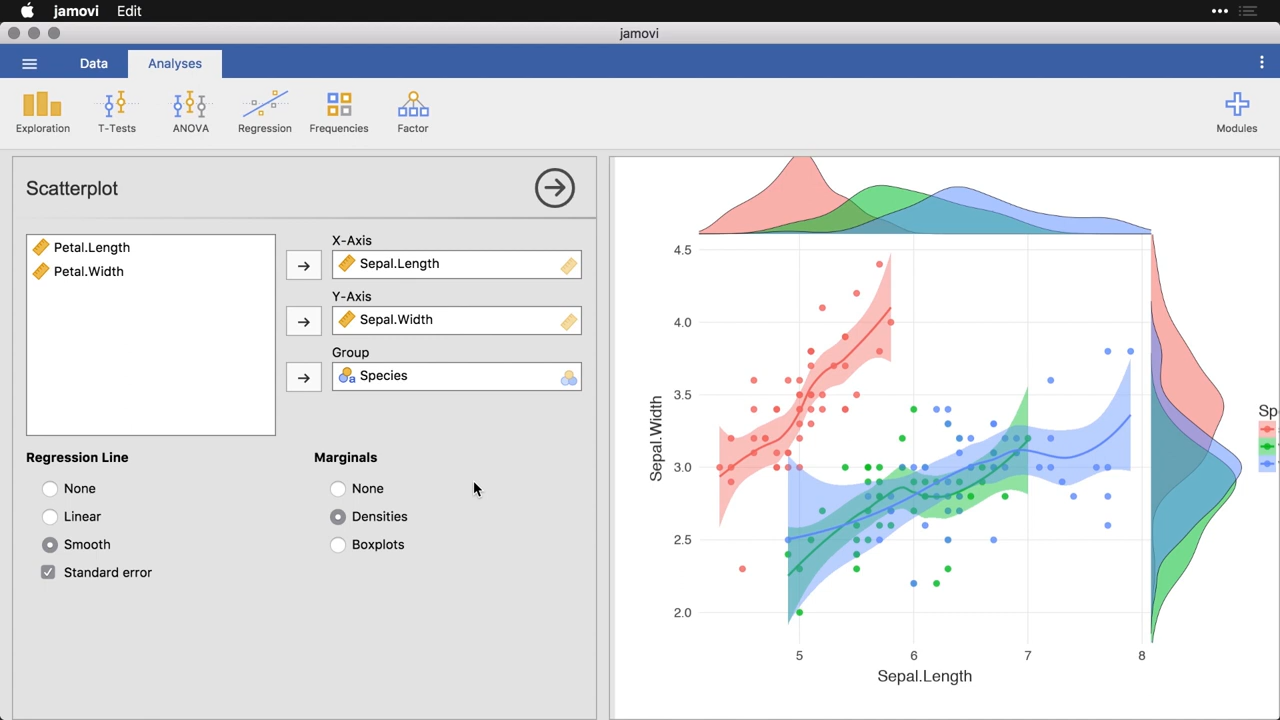 jamovi Edit
jamovi
Data Analyses
Exploration T-Tests ANOVA Regression Frequencies Factor Modules
Scatterplot
Petal.Length
Petal.Width
X-Axis
Sepal.Length
Y-Axis
Sepal.Width
Group
a Species
Regression Line
None
Linear
Smooth
Standard error
Marginals
None
Densities
Boxplots
4.5
4.0
3.5
3.0
2.5
2.0
Sepal.Width
5 6 7 8
Sepal.Length
Sp